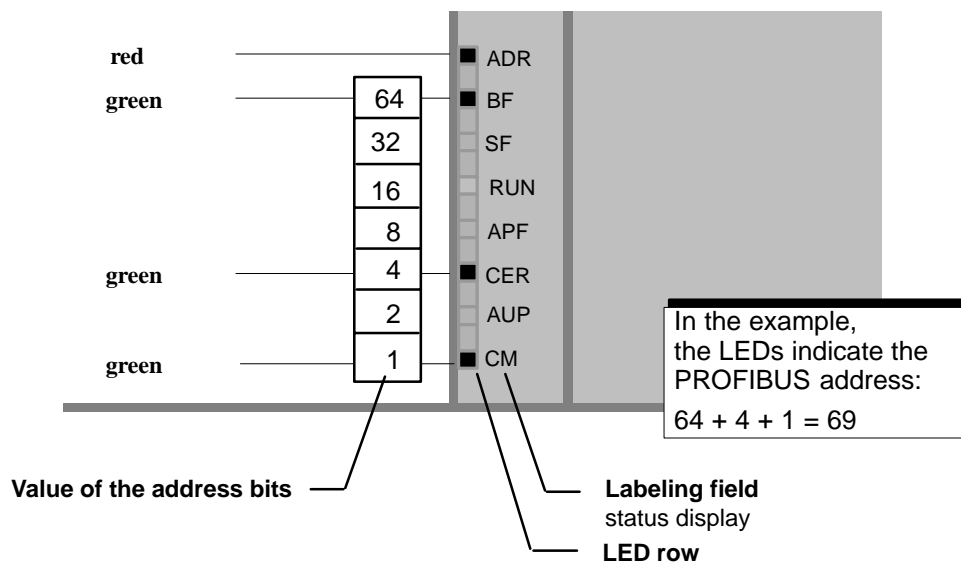 red
ADR
green
64
BF
32
SF
16
RUN
8
APF
green
4
CER
2
AUP
green
1
CM
In the example,
the LEDs indicate the
PROFIBUS address:
64 + 4 + 1 = 69
Value of the address bits
Labeling field
status display
LED row